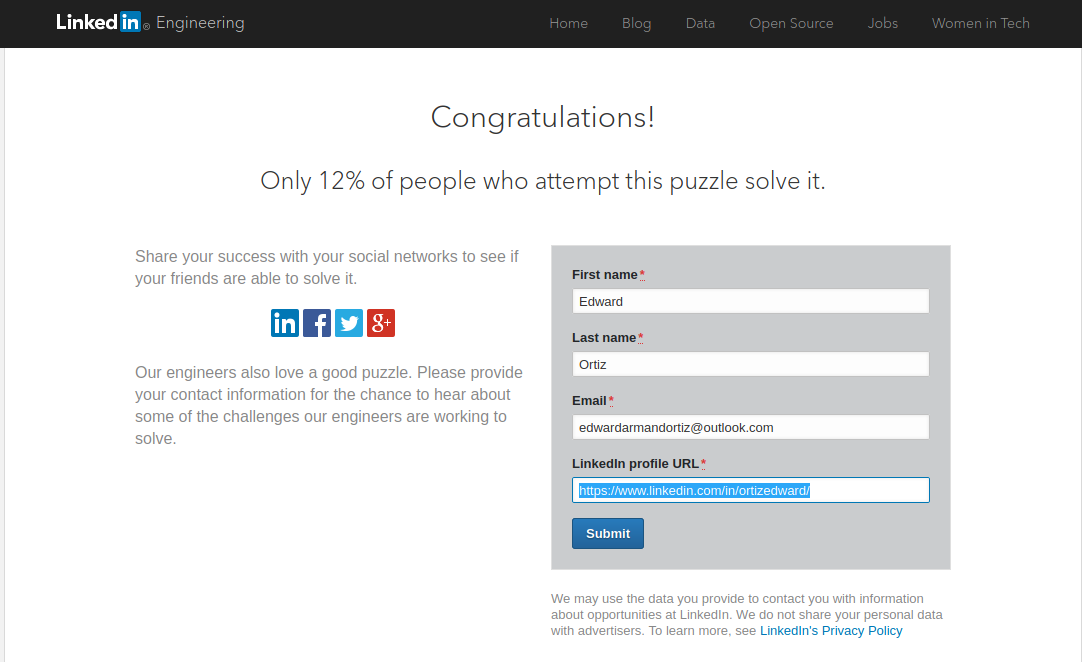 Linked in ® Engineering
Home Blog Data Open Source Jobs Women in Tech
Congratulations!
Only 12% of people who attempt this puzzle solve it.
Share your success with your social networks to see if
your friends are able to solve it.
in f g+
Our engineers also love a good puzzle. Please provide
your contact information for the chance to hear about
some of the challenges our engineers are working to
solve.
First name*
Edward
Last name*
Ortiz
Email*
edwardarmandortiz@outlook.com
LinkedIn profile URL*
https://www.linkedin.com/in/ortizedward/
Submit
We may use the data you provide to contact you with information
about opportunities at LinkedIn. We do not share your personal data
with advertisers. To learn more, see LinkedIn's Privacy Policy